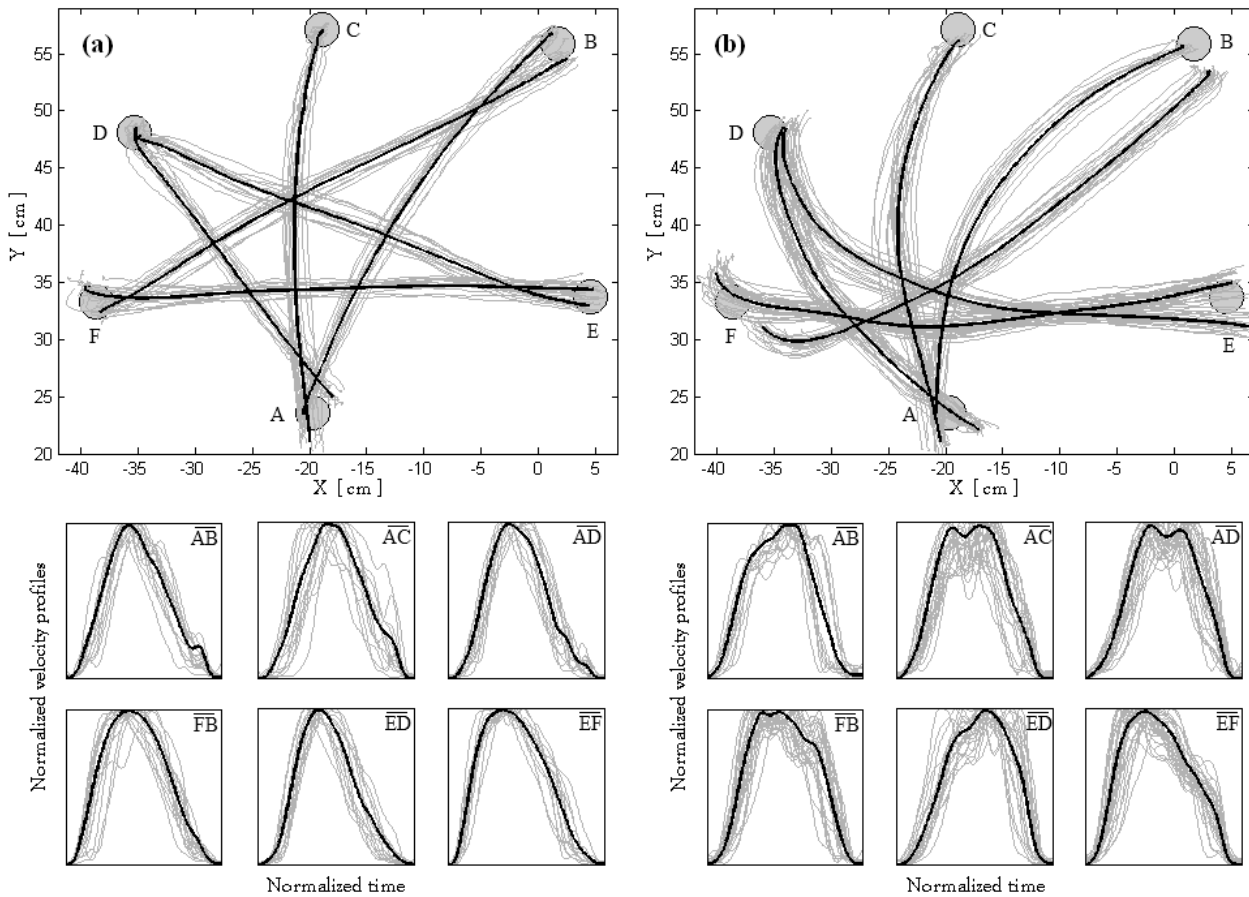 (a)
C
B
D
F
E
A
55
50
45
40
35
30
25
20
Y [ cm ]
-40 -35 -30 -25 -20 -15 -10 -5 0 5
X [ cm ]
(b)
C
B
D
F
E
A
55
50
45
40
35
30
25
20
Y [ cm ]
-40 -35 -30 -25 -20 -15 -10 -5 0 5
X [ cm ]
Normalized velocity profiles
AB AC AD
FB ED EF
Normalized time
Normalized velocity profiles
AB AC AD
FB ED EF
Normalized time